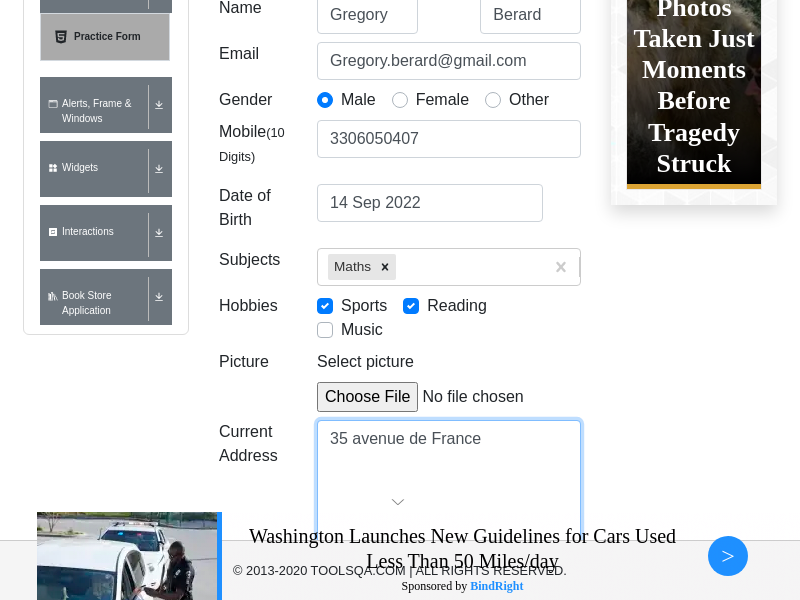 Practice Form
Alerts, Frame &
Windows
Widgets
Interactions
Book Store
Application
Name
Gregory
Berard
Email
Gregory.berard@gmail.com
Gender
Male
Female
Other
Mobile(10
Digits)
3306050407
Date of
Birth
14 Sep 2022
Subjects
Maths
Hobbies
Sports
Reading
Music
Picture
Select picture
Choose File No file chosen
Current
Address
35 avenue de France
Photos
Taken Just
Moments
Before
Tragedy
Struck
Washington Launches New Guidelines for Cars Used
Less Than 50 Miles/day
© 2013-2020 TOOLSQA.COM | ALL RIGHTS RESERVED.
Sponsored by BindRight